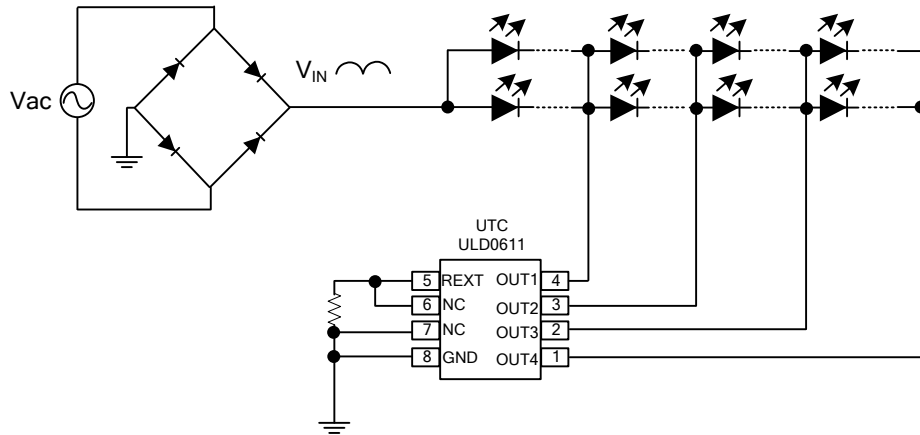 Vac
VIN
UTC
ULD0611
5 REXT OUT1 4
6 NC OUT2 3
7 NC OUT3 2
8 GND OUT4 1